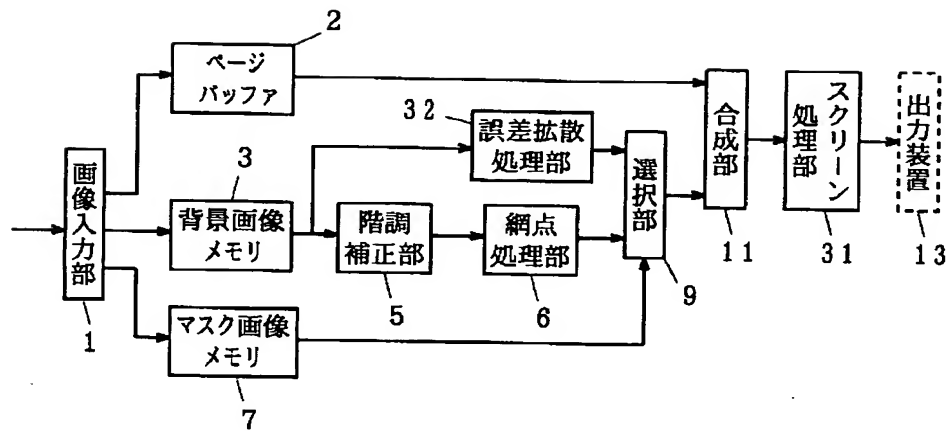 2
ページ
バッファ
32
誤差拡散
処理部
3
背景画像
メモリ
階調
補正部
5
網点
処理部
6
画像入力部
1
マスク画像
メモリ
7
選択部
9
合成部
11
スクリーン
処理部
31
出力装置
13